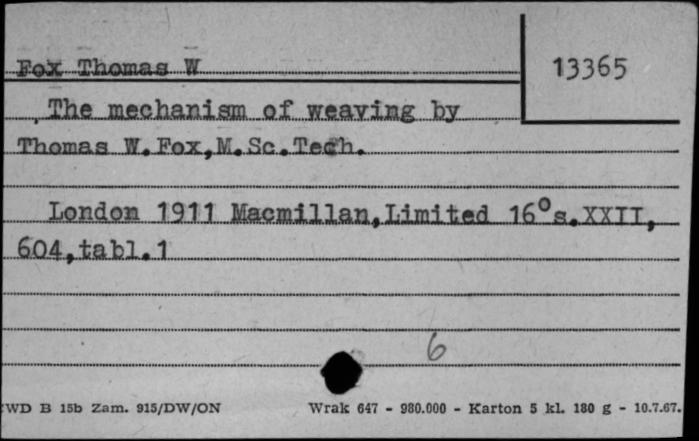 Fox Thomas W
13365
The mechanism of weaving by
Thomas W.Fox,M.Sc.Tech.
London 1911 Macmillan,Limited 16°s.XXII,
604,tabl.1
6
WD B 15b Zam. 915/DW/ON Wrak 647 - 980.000 - Karton 5 kl. 180 g - 10.7.67.